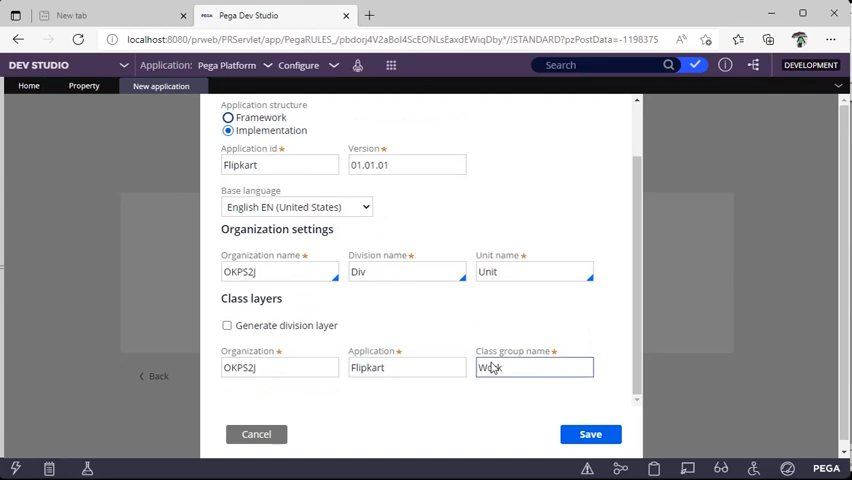 New tab
Pega Dev Studio
localhost:8080/prweb/PRServlet/app/PegaRULES_/pbdorj4V2aBoI4ScEONLsEaxdEWiqDby*/!STANDARD?pzPostData=-1198375
DEV STUDIO
Application: Pega Platform
Configure
Search
DEVELOPMENT
Home
Property
New application
Application structure
Framework
Implementation
Application id★ Version★
Flipkart 01.01.01
Base language
English EN (United States)
Organization settings
Organization name★ Division name★ Unit name★
OKPS2J Div Unit
Class layers
Generate division layer
Organization★ Application★ Class group name★
OKPS2J Flipkart Work
Back
Cancel
Save
PEGA